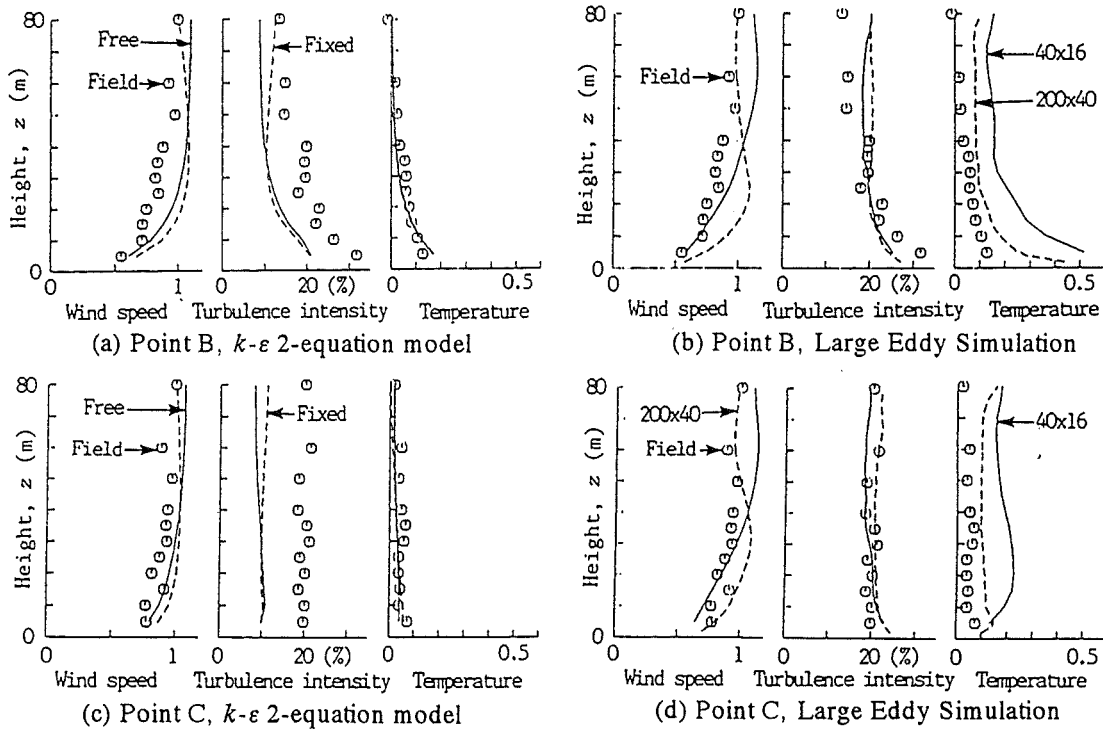 80
Free
Fixed
Field
Height, z (m)
0
0
1
0
20 (%)
0
0.5
Wind speed
Turbulence intensity
Temperature
(a) Point B, k-ε 2-equation model
80
Field
40x16
200x40
Height, z (m)
0
0
1
0
20 (%)
0
0.5
Wind speed
Turbulence intensity
Temperature
(b) Point B, Large Eddy Simulation
80
Free
Fixed
Field
Height, z (m)
0
0
1
0
20 (%)
0
0.5
Wind speed
Turbulence intensity
Temperature
(c) Point C, k-ε 2-equation model
80
200x40
40x16
Field
Height, z (m)
0
0
1
0
20 (%)
0
0.5
Wind speed
Turbulence intensity
Temperature
(d) Point C, Large Eddy Simulation